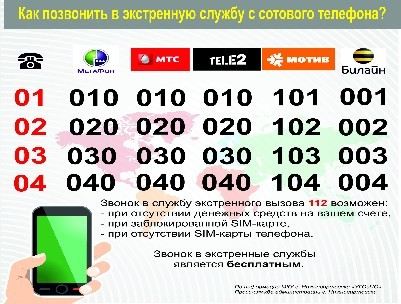 Как позвонить в экстренную службу с сотового телефона?
МегаФон МТС TELE2 МОТИВ Билайн
01 010 010 010 101 001
02 020 020 020 102 002
03 030 030 030 103 003
04 040 040 040 104 004
Звонок в службу экстренного вызова 112 возможен:
- при отсутствии денежных средств на вашем счете,
- при заблокированной SIM-карте,
- при отсутствии SIM-карты телефона.
Звонок в экстренные службы
является бесплатным.